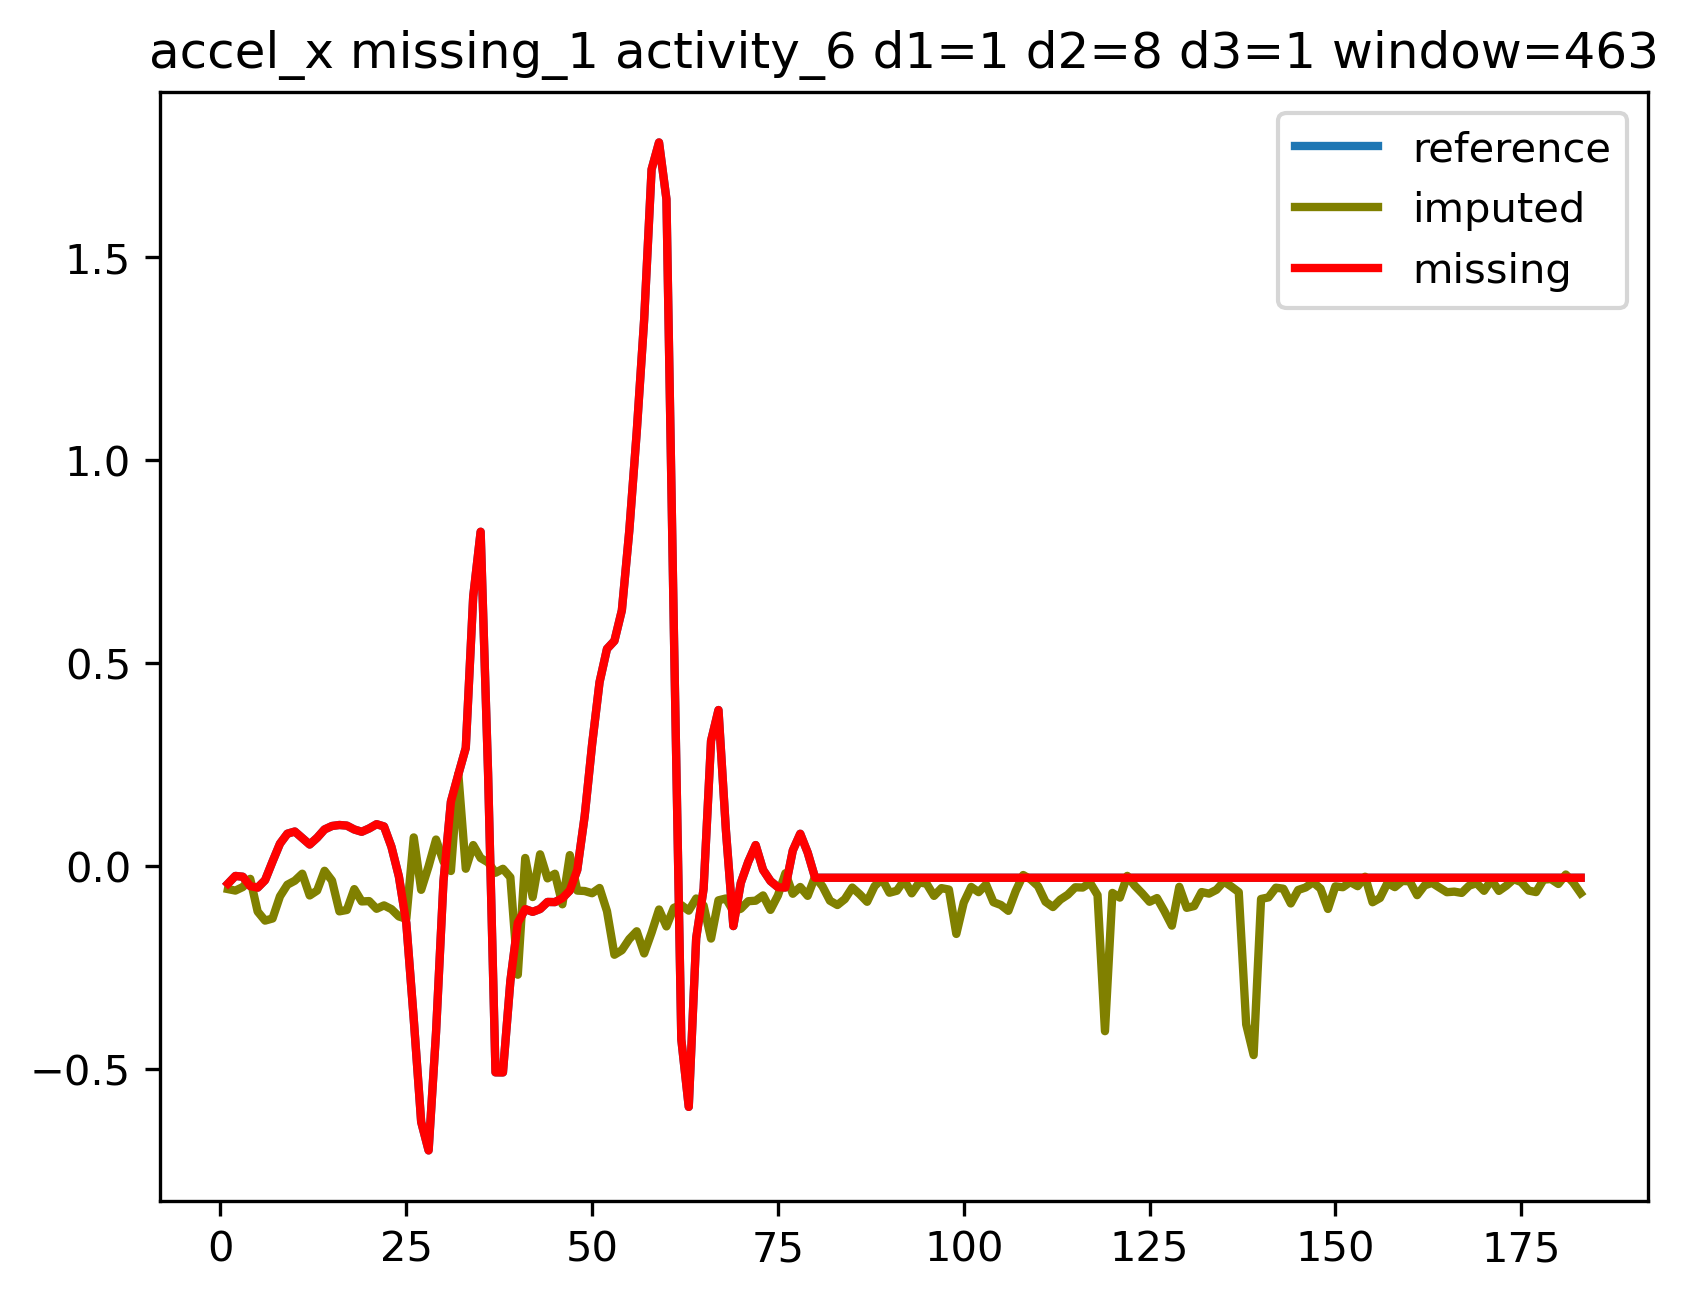 accel_x missing_1 activity_6 d1=1 d2=8 d3=1 window=463
reference
imputed
missing
1.5
1.0
0.5
0.0
−0.5
0 25 50 75 100 125 150 175